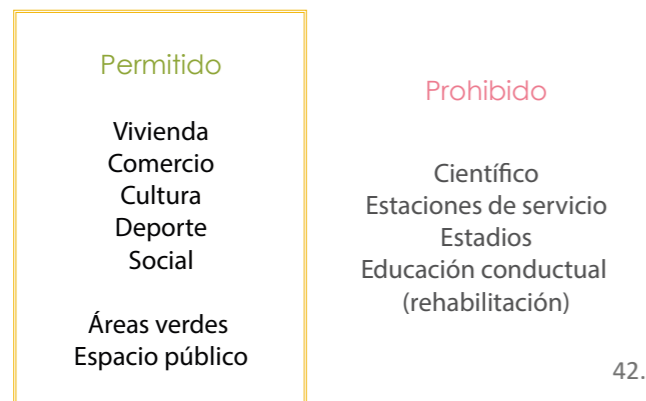 Permitido
Vivienda
Comercio
Cultura
Deporte
Social
Áreas verdes
Espacio público
Prohibido
Científico
Estaciones de servicio
Estadios
Educación conductual
(rehabilitación)
42.